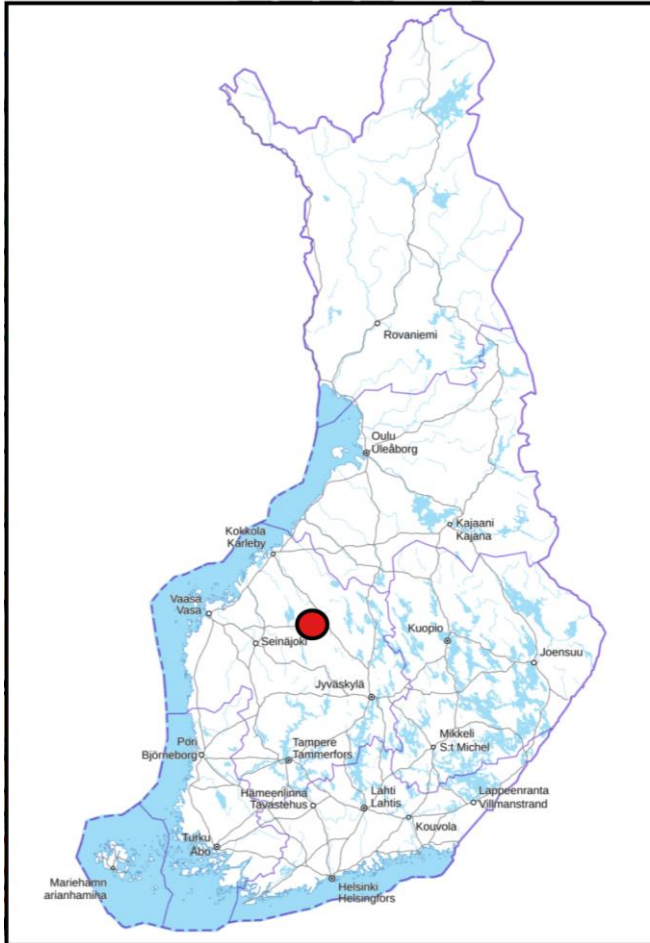 Rovaniemi
Oulu
Uleåborg
Kajaani
Kajana
Kokkola
Karleby
Vaasa
Vasa
Seinäjoki
Kuopio
Joensuu
Jyväskylä
Mikkeli
S:t Michel
Pori
Björneborg
Tampere
Tammerfors
Hämeenlinna
Tavastehus
Lahti
Lahtis
Lappeenranta
Villmanstrand
Kouvola
Turku
Åbo
Mariehamn
arianhamina
Helsinki
Helsingfors